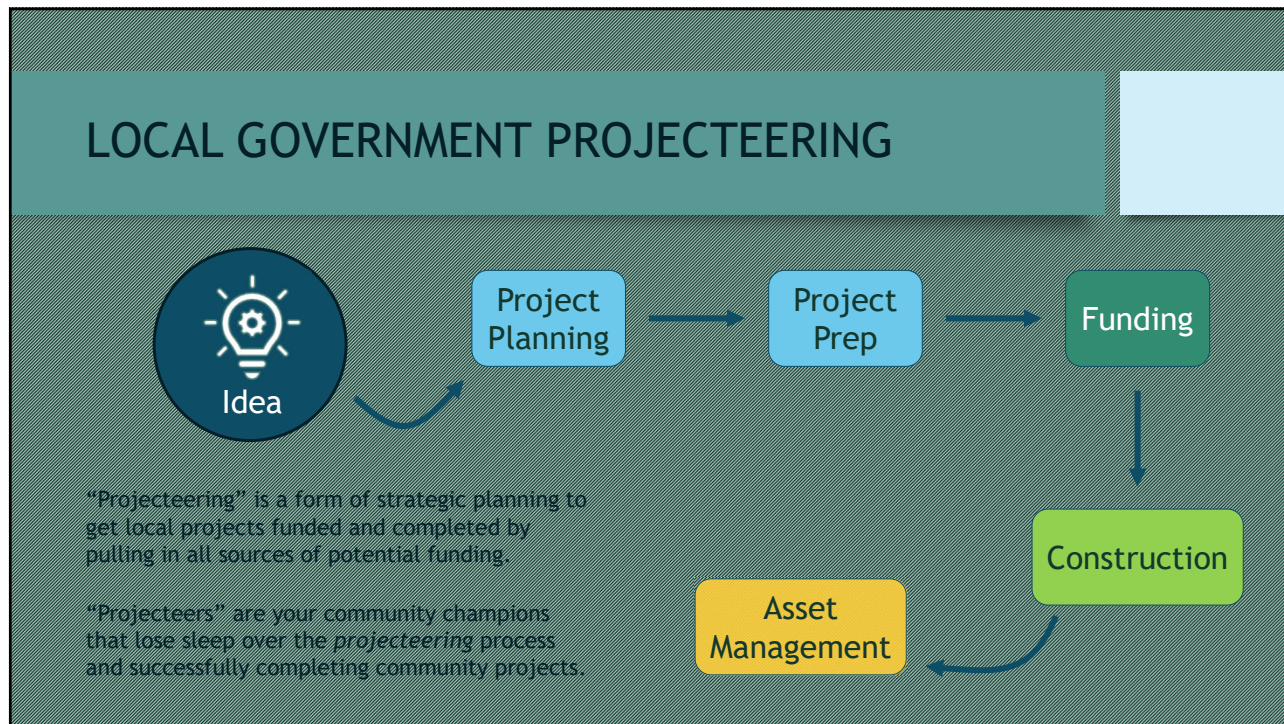 LOCAL GOVERNMENT PROJECTEERING
Idea
Project
Planning
Project
Prep
Funding
Construction
Asset
Management
“Projecteering” is a form of strategic planning to
get local projects funded and completed by
pulling in all sources of potential funding.
“Projecteers” are your community champions
that lose sleep over the projecteering process
and successfully completing community projects.